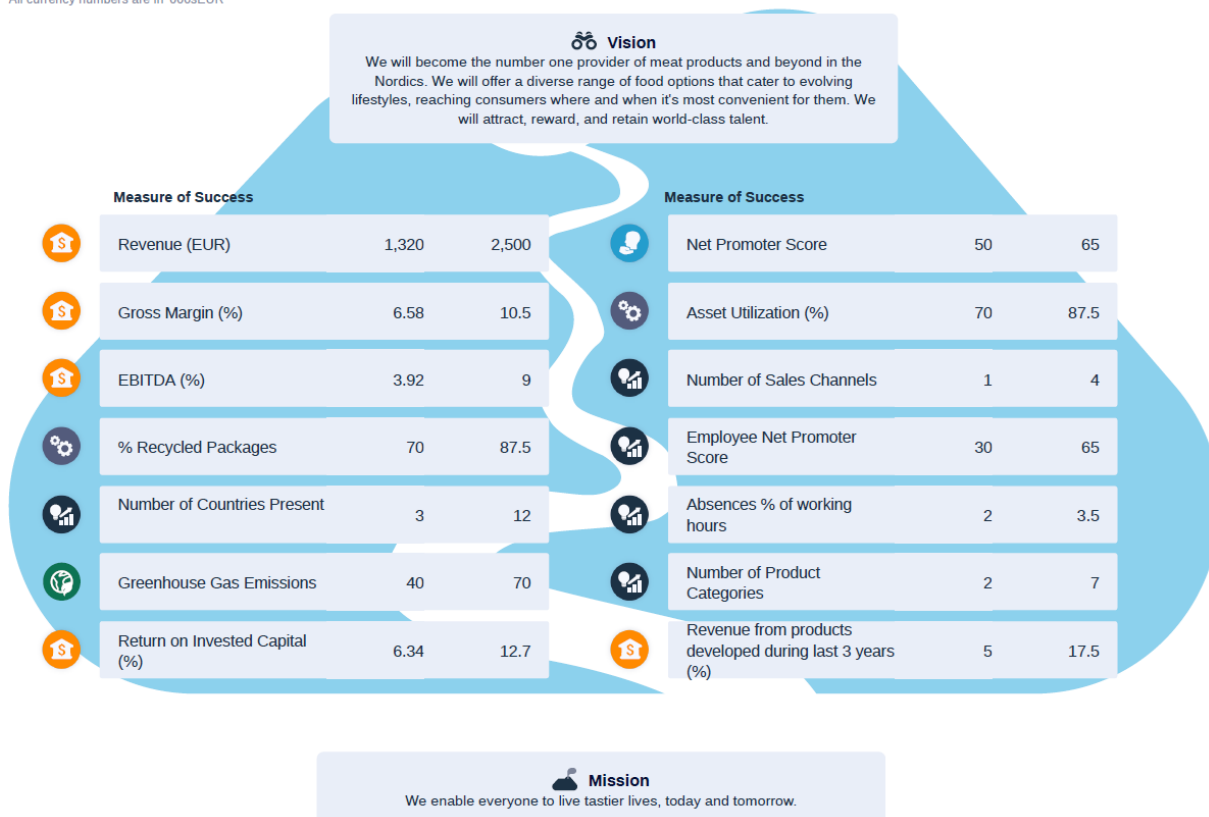 All currency numbers are in '000sEUR
Vision
We will become the number one provider of meat products and beyond in the
Nordics. We will offer a diverse range of food options that cater to evolving
lifestyles, reaching consumers where and when it's most convenient for them. We
will attract, reward, and retain world-class talent.
Measure of Success
Revenue (EUR) 1,320 2,500
Gross Margin (%) 6.58 10.5
EBITDA (%) 3.92 9
% Recycled Packages 70 87.5
Number of Countries Present 3 12
Greenhouse Gas Emissions 40 70
Return on Invested Capital
(%) 6.34 12.7
Measure of Success
Net Promoter Score 50 65
Asset Utilization (%) 70 87.5
Number of Sales Channels 1 4
Employee Net Promoter
Score 30 65
Absences % of working
hours 2 3.5
Number of Product
Categories 2 7
Revenue from products
developed during last 3 years 5 17.5
(%)
Mission
We enable everyone to live tastier lives, today and tomorrow.